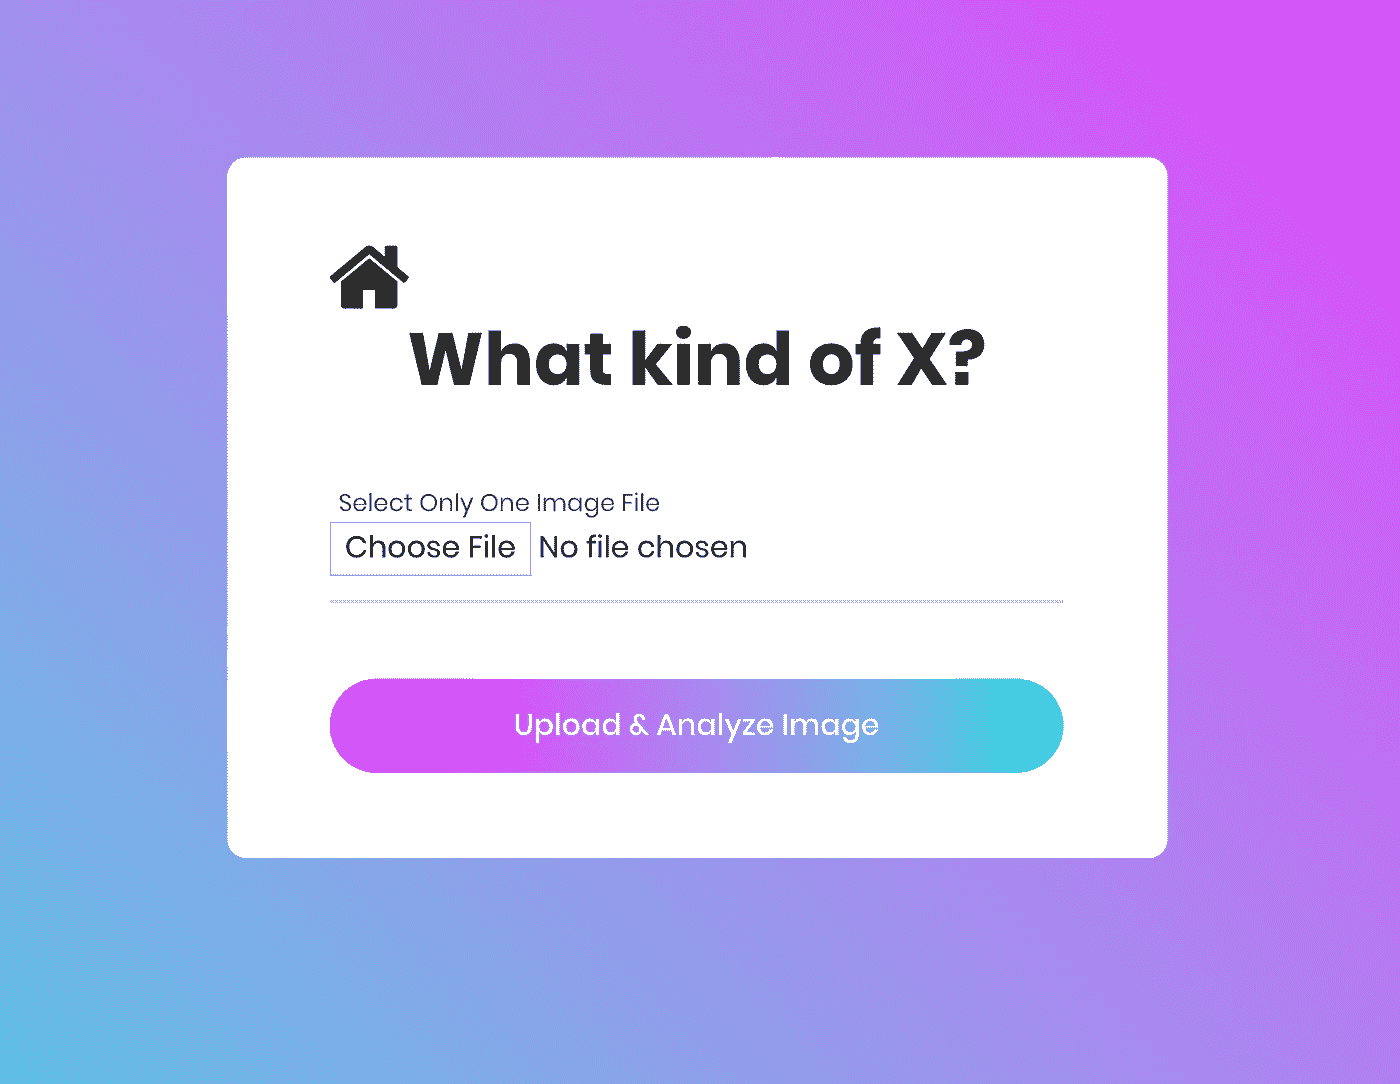 What kind of X?
Select Only One Image File
Choose File No file chosen
Upload & Analyze Image